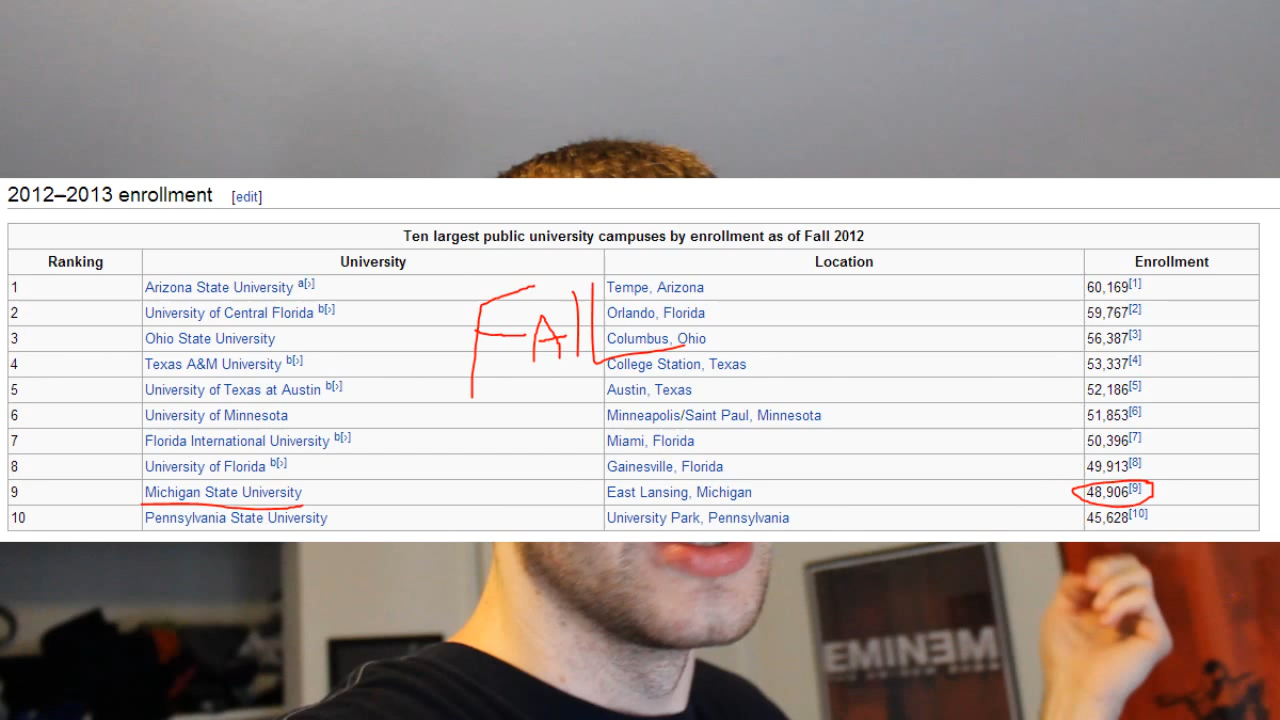 2012–2013 enrollment [edit]
Ten largest public university campuses by enrollment as of Fall 2012
Ranking University Location Enrollment
1 Arizona State University a[›] Tempe, Arizona 60,169[1]
2 University of Central Florida b[›] Orlando, Florida 59,767[2]
3 Ohio State University Columbus, Ohio 56,387[3]
4 Texas A&M University b[›] College Station, Texas 53,337[4]
5 University of Texas at Austin b[›] Austin, Texas 52,186[5]
6 University of Minnesota Minneapolis/Saint Paul, Minnesota 51,853[6]
7 Florida International University b[›] Miami, Florida 50,396[7]
8 University of Florida b[›] Gainesville, Florida 49,913[8]
9 Michigan State University East Lansing, Michigan 48,906[9]
10 Pennsylvania State University University Park, Pennsylvania 45,628[10]
FAll
EMINƎM